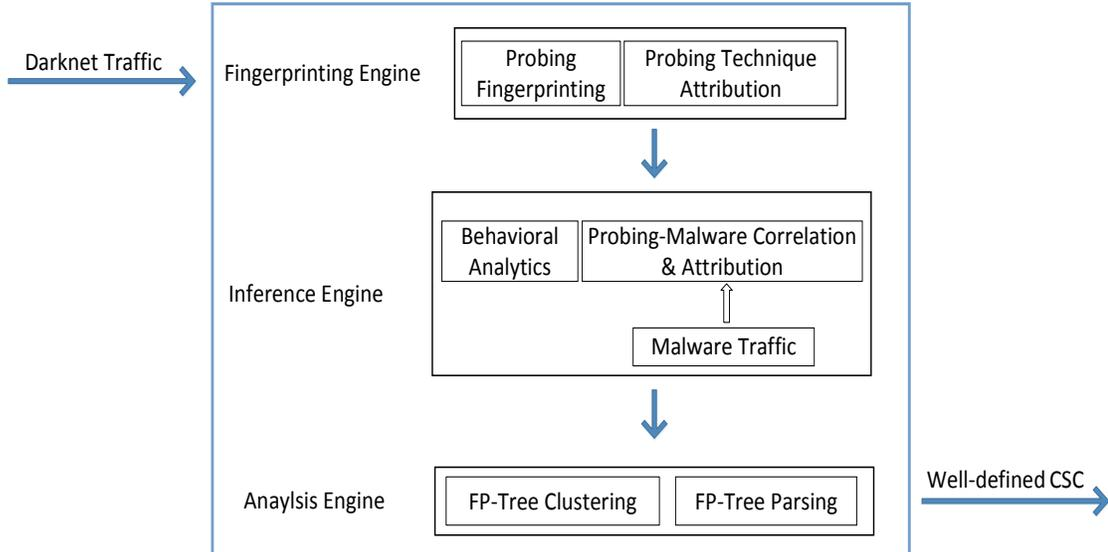 Darknet Traffic
Fingerprinting Engine
Probing
Fingerprinting
Probing Technique
Attribution
Inference Engine
Behavioral
Analytics
Probing-Malware Correlation
& Attribution
Malware Traffic
Anaylsis Engine
FP-Tree Clustering
FP-Tree Parsing
Well-defined CSC